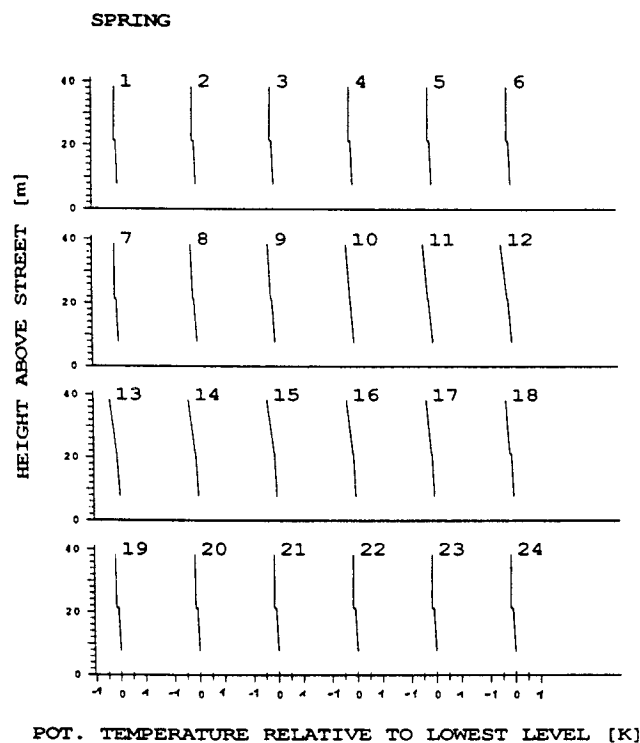 SPRING
HEIGHT ABOVE STREET [m]
40 1 2 3 4 5 6
20
0
40 7 8 9 10 11 12
20
0
40 13 14 15 16 17 18
20
0
40 19 20 21 22 23 24
20
0
-1 0 1 -1 0 1 -1 0 1 -1 0 1 -1 0 1 -1 0 1
POT. TEMPERATURE RELATIVE TO LOWEST LEVEL [K]